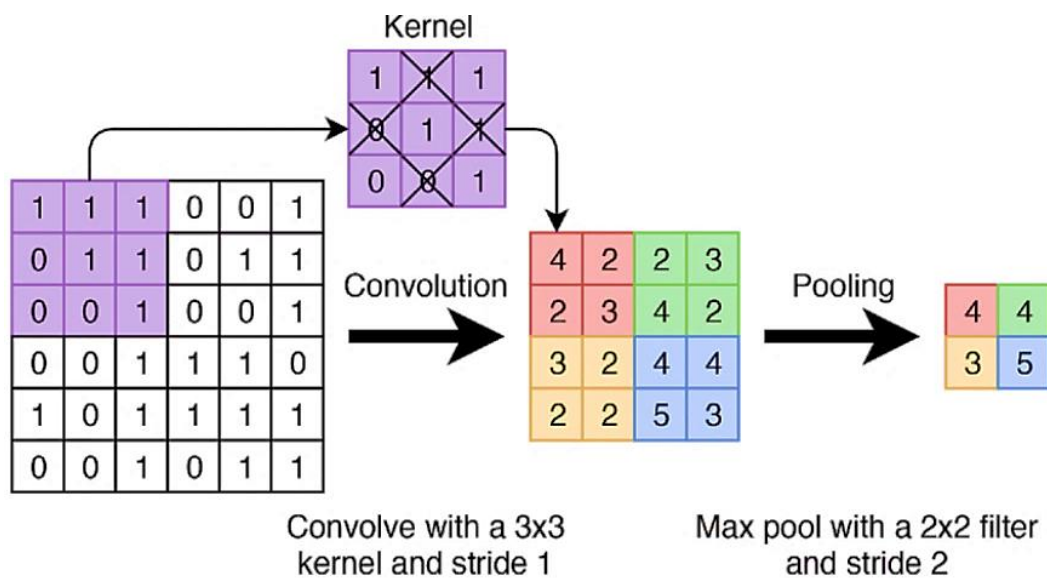 Kernel
1 1 1
0 1 1
0 0 1
1 1 1 0 0 1
0 1 1 0 1 1
0 0 1 0 0 1
0 0 1 1 1 0
1 0 1 1 1 1
0 0 1 0 1 1
Convolution
4 2 2 3
2 3 4 2
3 2 4 4
2 2 5 3
Pooling
4 4
3 5
Convolve with a 3x3
kernel and stride 1
Max pool with a 2x2 filter
and stride 2